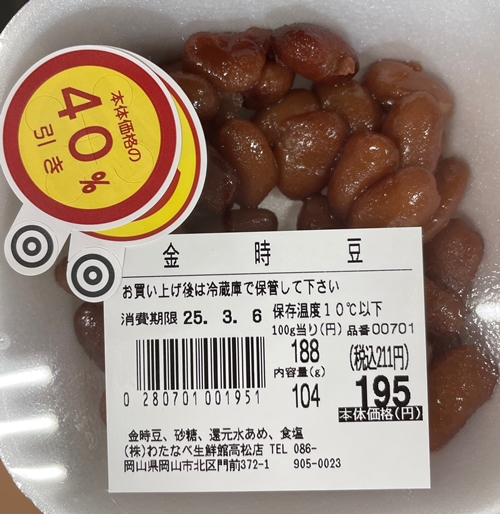 本体価格の
40%
引き
金時豆
お買い上げ後は冷蔵庫で保管して下さい
消費期限 25. 3. 6 保存温度10℃以下
100g当り(円) 品番00701
188 (税込211円)
内容量(g)
104 195
本体価格(円)
0 280701 001951
金時豆、砂糖、還元水あめ、食塩
(株)わたなべ生鮮館高松店 TEL 086-
岡山県岡山市北区門前372-1 905-0023